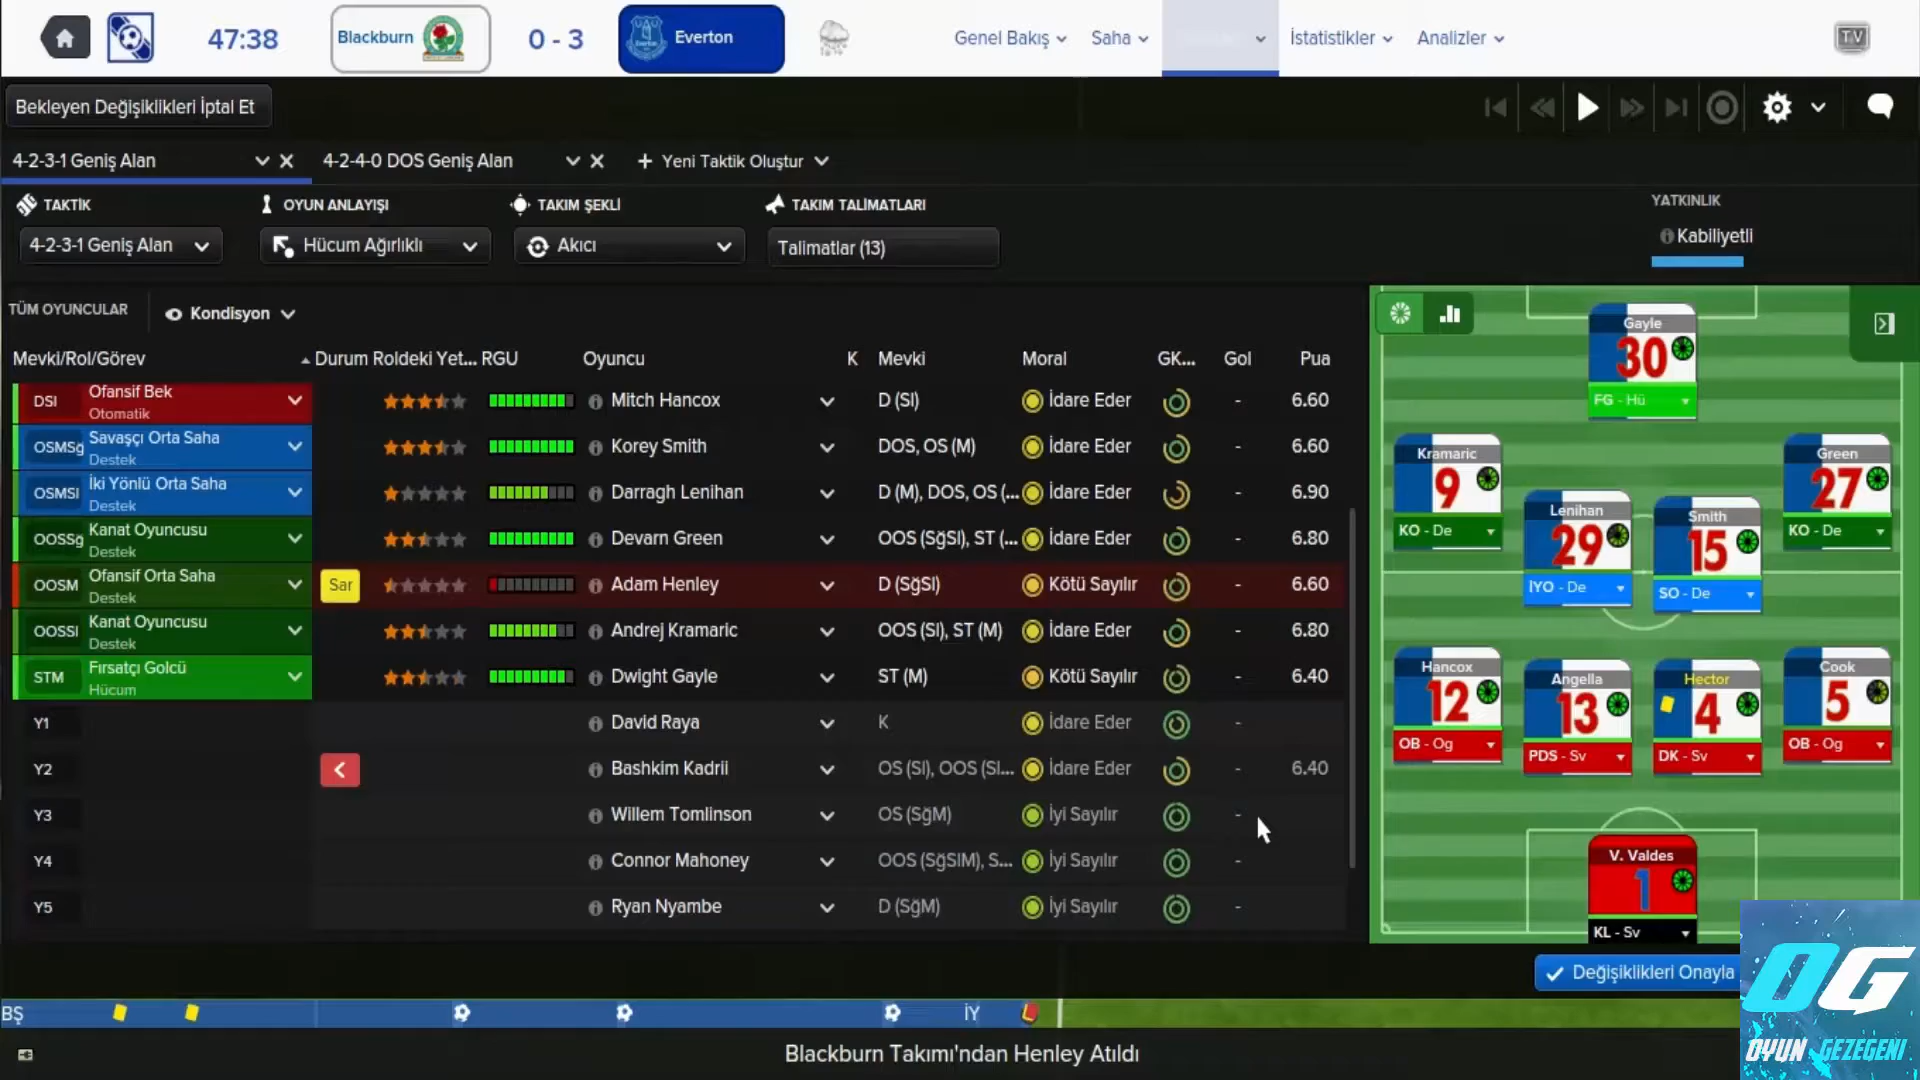 47:38
Blackburn
0 - 3
Everton
Genel Bakış
Saha
İstatistikler
Analizler
TV
Bekleyen Değişiklikleri İptal Et
4-2-3-1 Geniş Alan
4-2-4-0 DOS Geniş Alan
+ Yeni Taktik Oluştur
TAKTİK
OYUN ANLAYIŞI
TAKIM ŞEKLİ
TAKIM TALİMATLARI
YATKINLIK
4-2-3-1 Geniş Alan
Hücum Ağırlıklı
Akıcı
Talimatlar (13)
Kabiliyetli
TÜM OYUNCULAR
Kondisyon
Mevki/Rol/Görev Durum Roldeki Yet... RGU Oyuncu K Mevki Moral GK... Gol Pua
DSI Ofansif Bek Otomatik Mitch Hancox D (SI) İdare Eder - 6.60
OSMSğ Savaşçı Orta Saha Destek Korey Smith DOS, OS (M) İdare Eder - 6.60
OSMSI İki Yönlü Orta Saha Destek Darragh Lenihan D (M), DOS, OS (... İdare Eder - 6.90
OOSSğ Kanat Oyuncusu Destek Devarn Green OOS (SğSI), ST (... İdare Eder - 6.80
OOSM Ofansif Orta Saha Destek Sar Adam Henley D (SğSI) Kötü Sayılır - 6.60
OOSSI Kanat Oyuncusu Destek Andrej Kramaric OOS (SI), ST (M) İdare Eder - 6.80
STM Fırsatçı Golcü Hücum Dwight Gayle ST (M) Kötü Sayılır - 6.40
Y1 David Raya K İdare Eder -
Y2 Bashkim Kadrii OS (SI), OOS (SI... İdare Eder - 6.40
Y3 Willem Tomlinson OS (SğM) İyi Sayılır -
Y4 Connor Mahoney OOS (SğSIM), S... İyi Sayılır -
Y5 Ryan Nyambe D (SğM) İyi Sayılır -
Gayle
30
FG - Hü
Kramaric
9
KO - De
Green
27
KO - De
Lenihan
29
İYO - De
Smith
15
SO - De
Hancox
12
OB - Og
Angella
13
PDS - Sv
Hector
4
DK - Sv
Cook
5
OB - Og
V. Valdes
1
KL - Sv
Değişiklikleri Onayla
BŞ
İY
Blackburn Takımı'ndan Henley Atıldı
OG
OYUN GEZEGENI